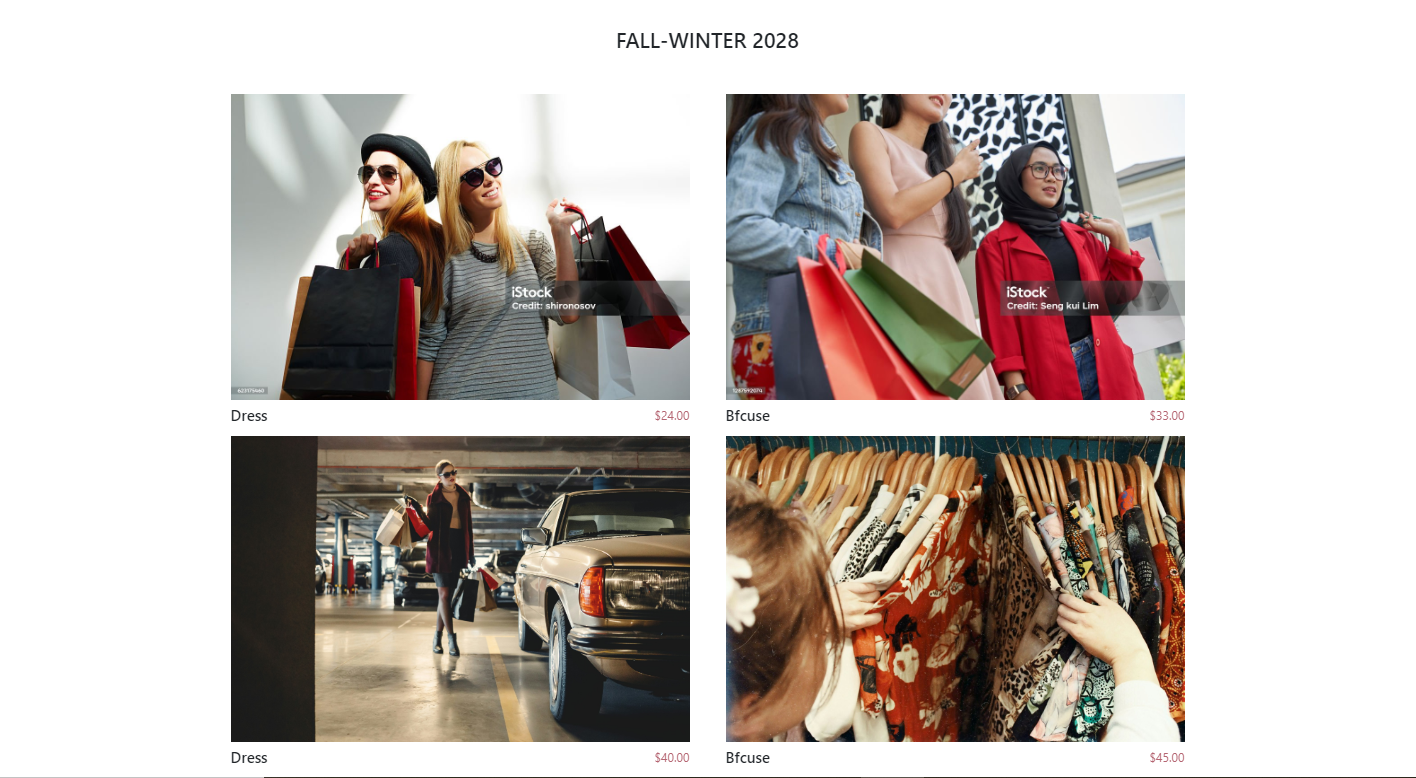 FALL-WINTER 2028
iStock
Credit: shironosov
iStock
Credit: Seng kui Lim
Dress
$24.00
Bfcuse
$33.00
Dress
$40.00
Bfcuse
$45.00